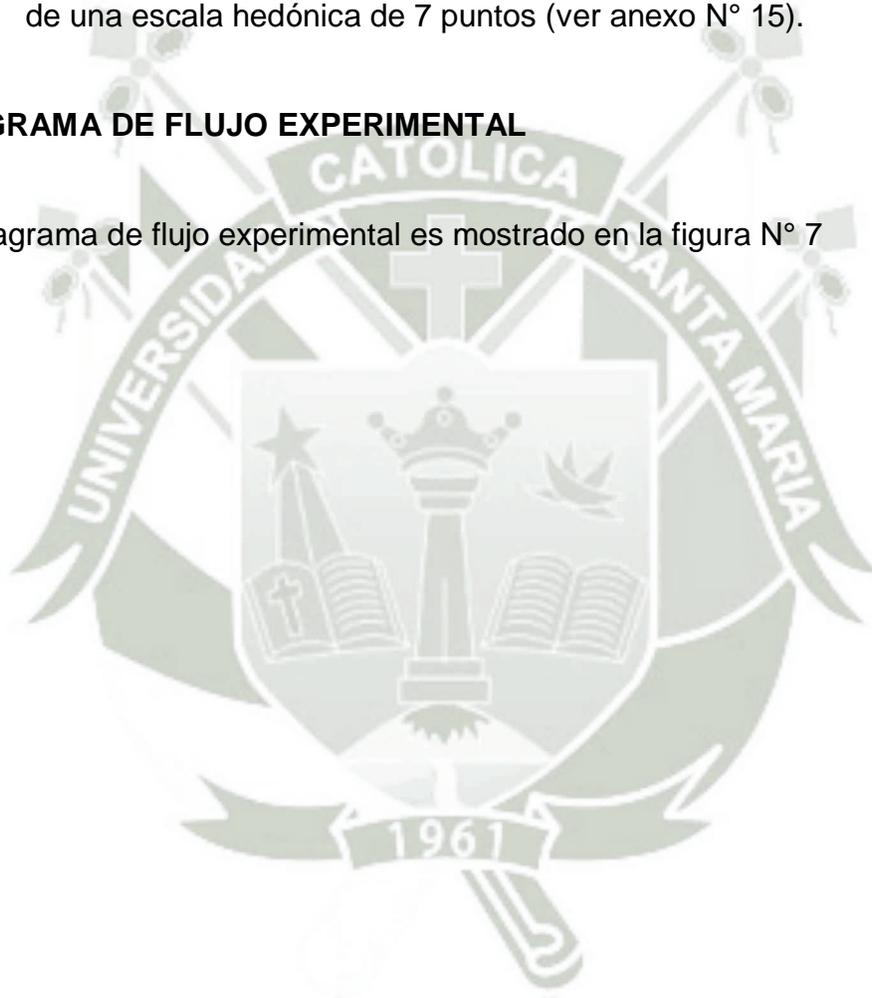 de una escala hedónica de 7 puntos (ver anexo N° 15).
GRAMA DE FLUJO EXPERIMENTAL
agrama de flujo experimental es mostrado en la figura N° 7
UNIVERSIDAD CATOLICA SANTA MARIA
1961